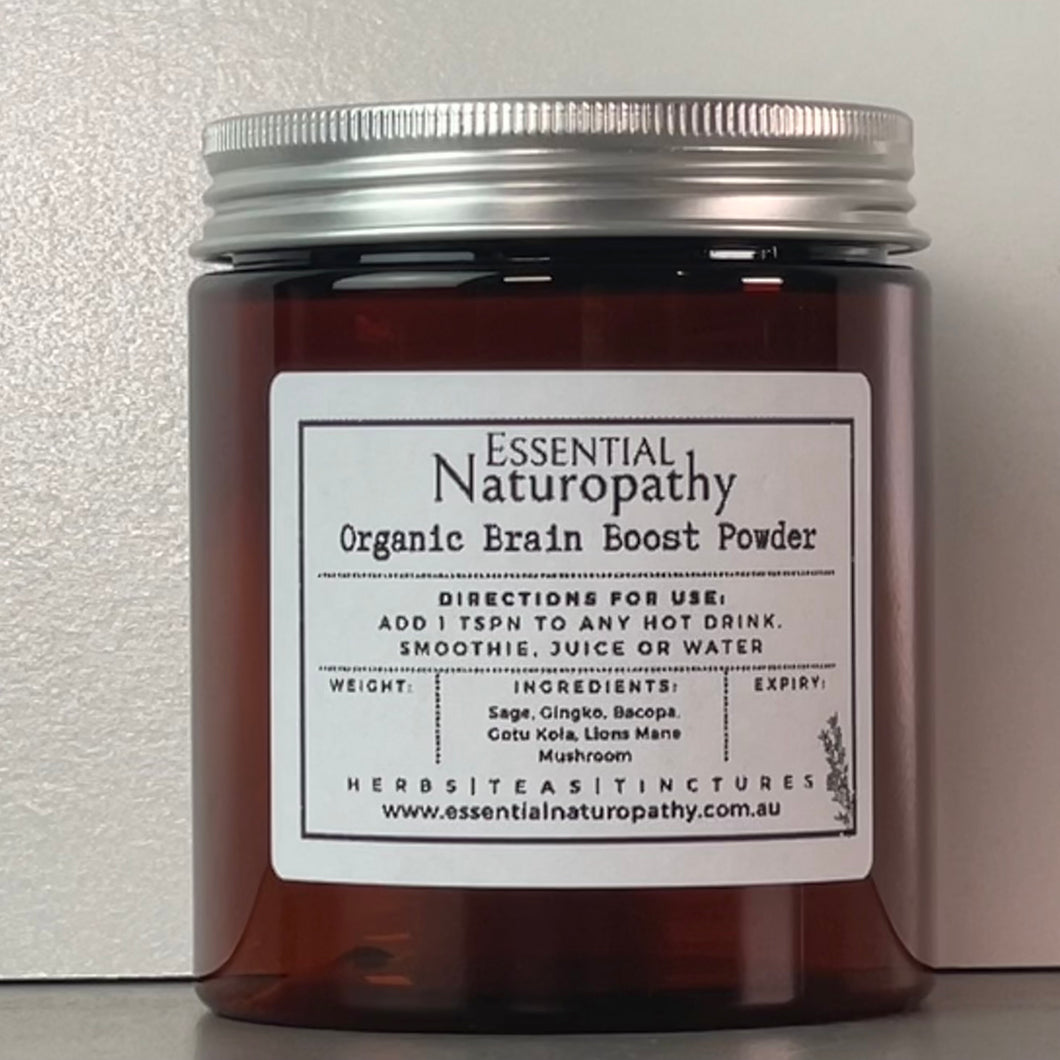 ESSENTIAL
Naturopathy
Organic Brain Boost Powder
DIRECTIONS FOR USE:
ADD 1 TSPN TO ANY HOT DRINK,
SMOOTHIE, JUICE OR WATER
WEIGHT:
INGREDIENTS:
Sage, Gingko, Bacopa,
Gotu Kola, Lions Mane
Mushroom
EXPIRY:
HERBS|TEAS|TINCTURES
www.essentialnaturopathy.com.au